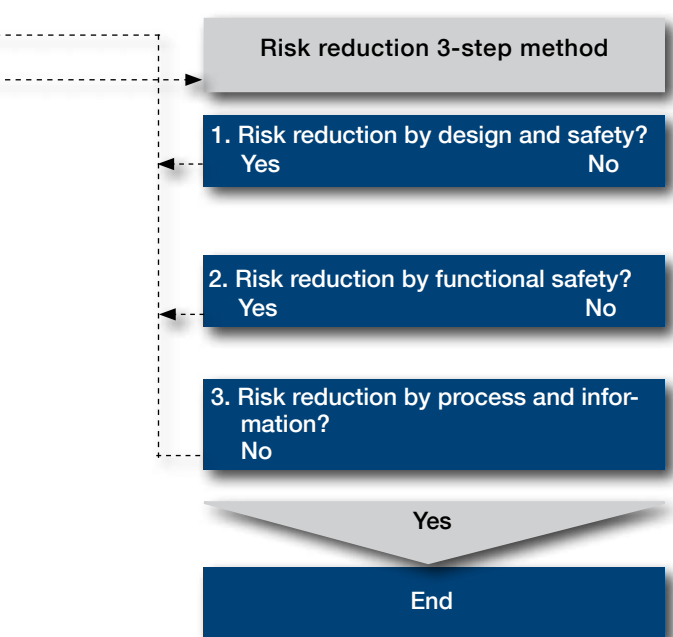 Risk reduction 3-step method
1. Risk reduction by design and safety?
Yes No
2. Risk reduction by functional safety?
Yes No
3. Risk reduction by process and infor-
mation?
No
Yes
End